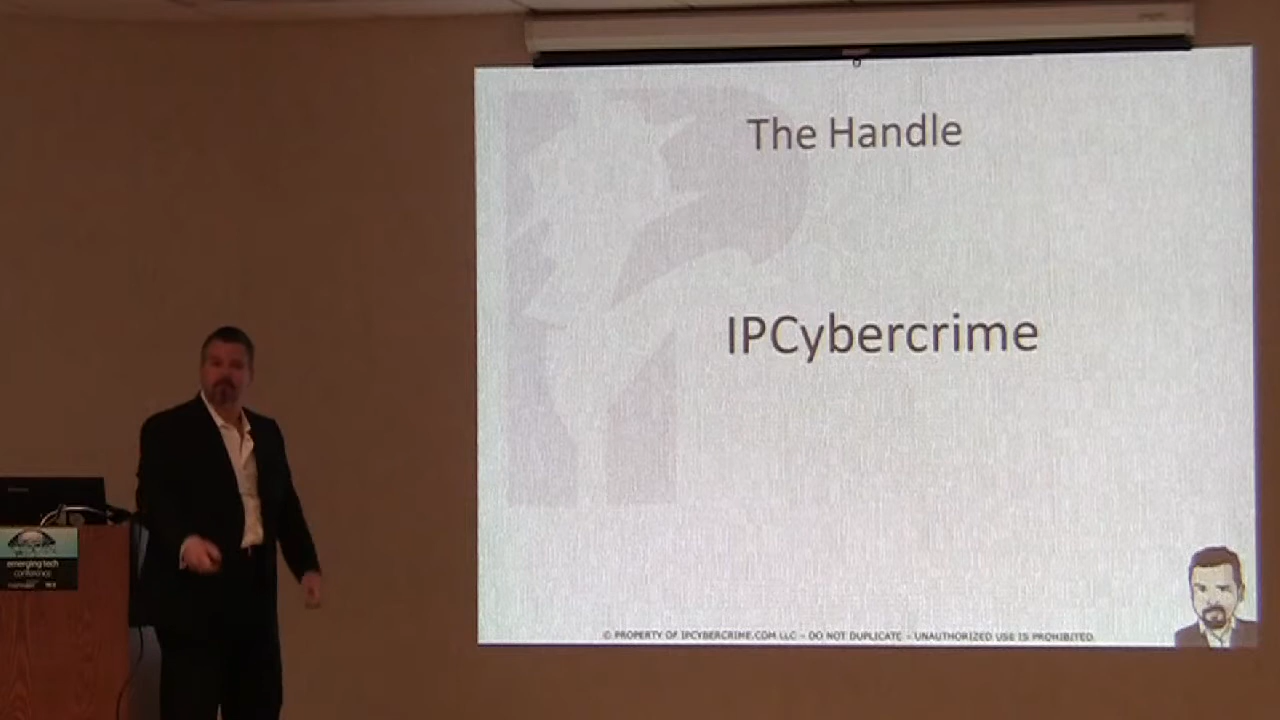 The Handle
IPCybercrime
© PROPERTY OF IPCYBERCRIME.COM LLC - DO NOT DUPLICATE - UNAUTHORIZED USE IS PROHIBITED
emerging tech
conference